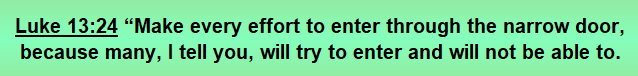 Luke 13:24 “Make every effort to enter through the narrow door,
because many, I tell you, will try to enter and will not be able to.